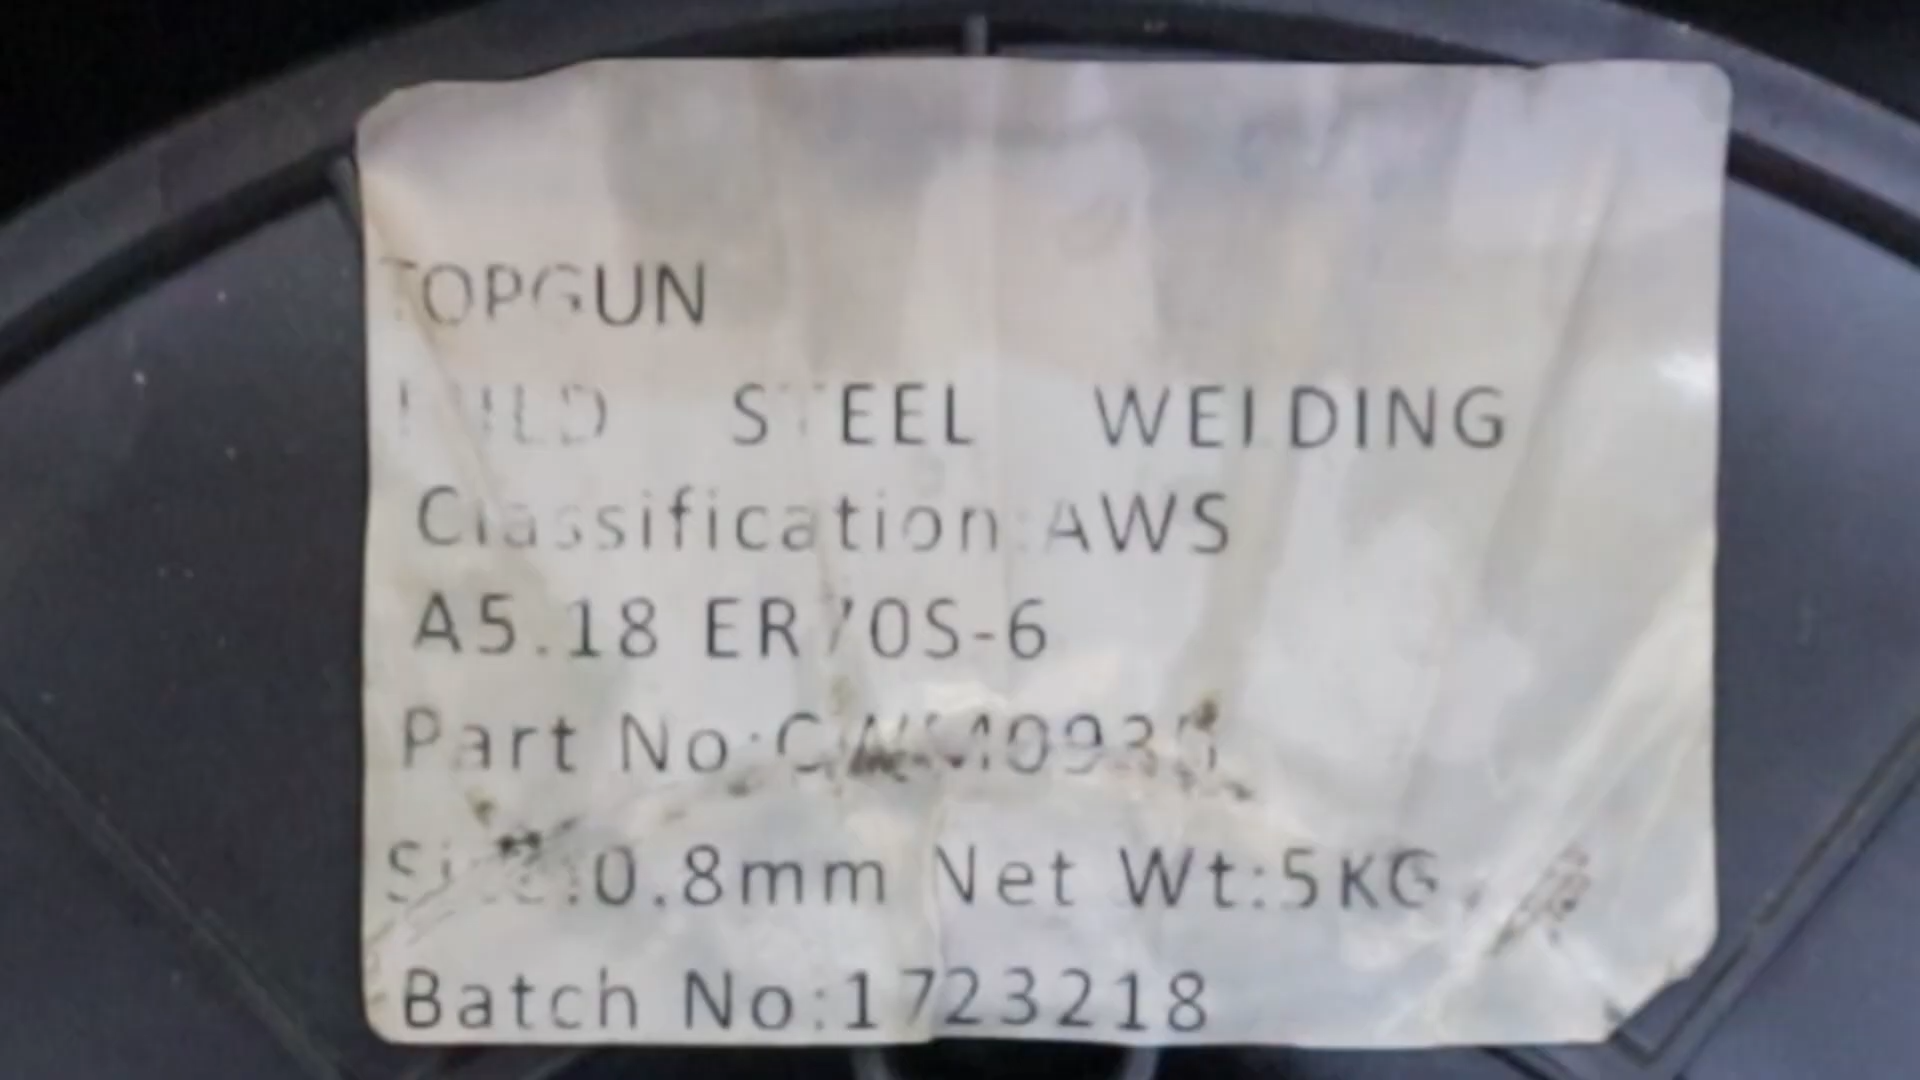 TOPGUN
MILD STEEL WELDING
Classification:AWS
A5.18 ER70S-6
Part No:
Size:0.8mm Net Wt:5KG
Batch No:1723218